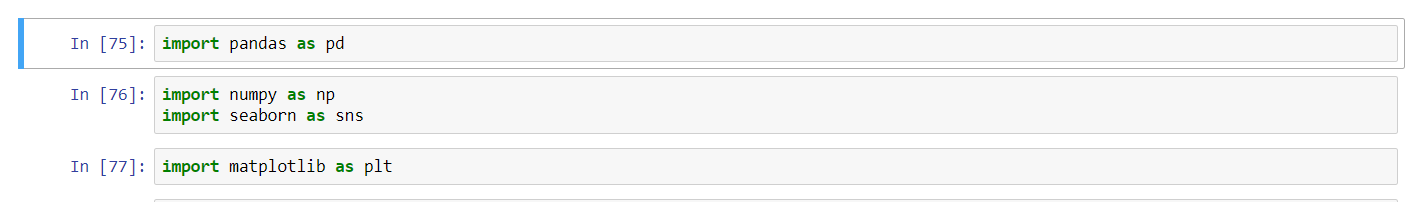 In [75]: import pandas as pd
In [76]: import numpy as np
import seaborn as sns
In [77]: import matplotlib as plt